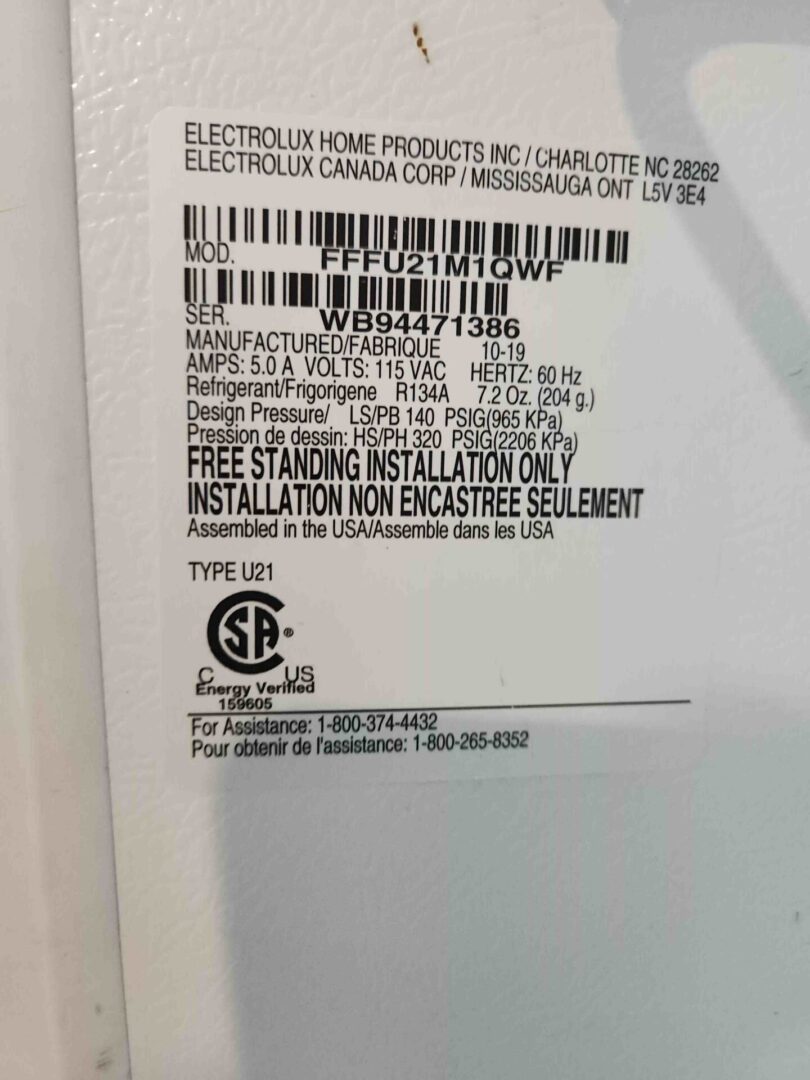 ELECTROLUX HOME PRODUCTS INC / CHARLOTTE NC 28262
ELECTROLUX CANADA CORP / MISSISSAUGA ONT L5V 3E4
MOD. FFFU21M1QWF
SER. WB94471386
MANUFACTURED/FABRIQUE 10-19
AMPS: 5.0 A VOLTS: 115 VAC HERTZ: 60 Hz
Refrigerant/Frigorigene R134A 7.2 Oz. (204 g.)
Design Pressure/ LS/PB 140 PSIG(965 KPa)
Pression de dessin: HS/PH 320 PSIG(2206 KPa)
FREE STANDING INSTALLATION ONLY
INSTALLATION NON ENCASTREE SEULEMENT
Assembled in the USA/Assemble dans les USA
TYPE U21
CSA ®
C US
Energy Verified
159605
For Assistance: 1-800-374-4432
Pour obtenir de l'assistance: 1-800-265-8352